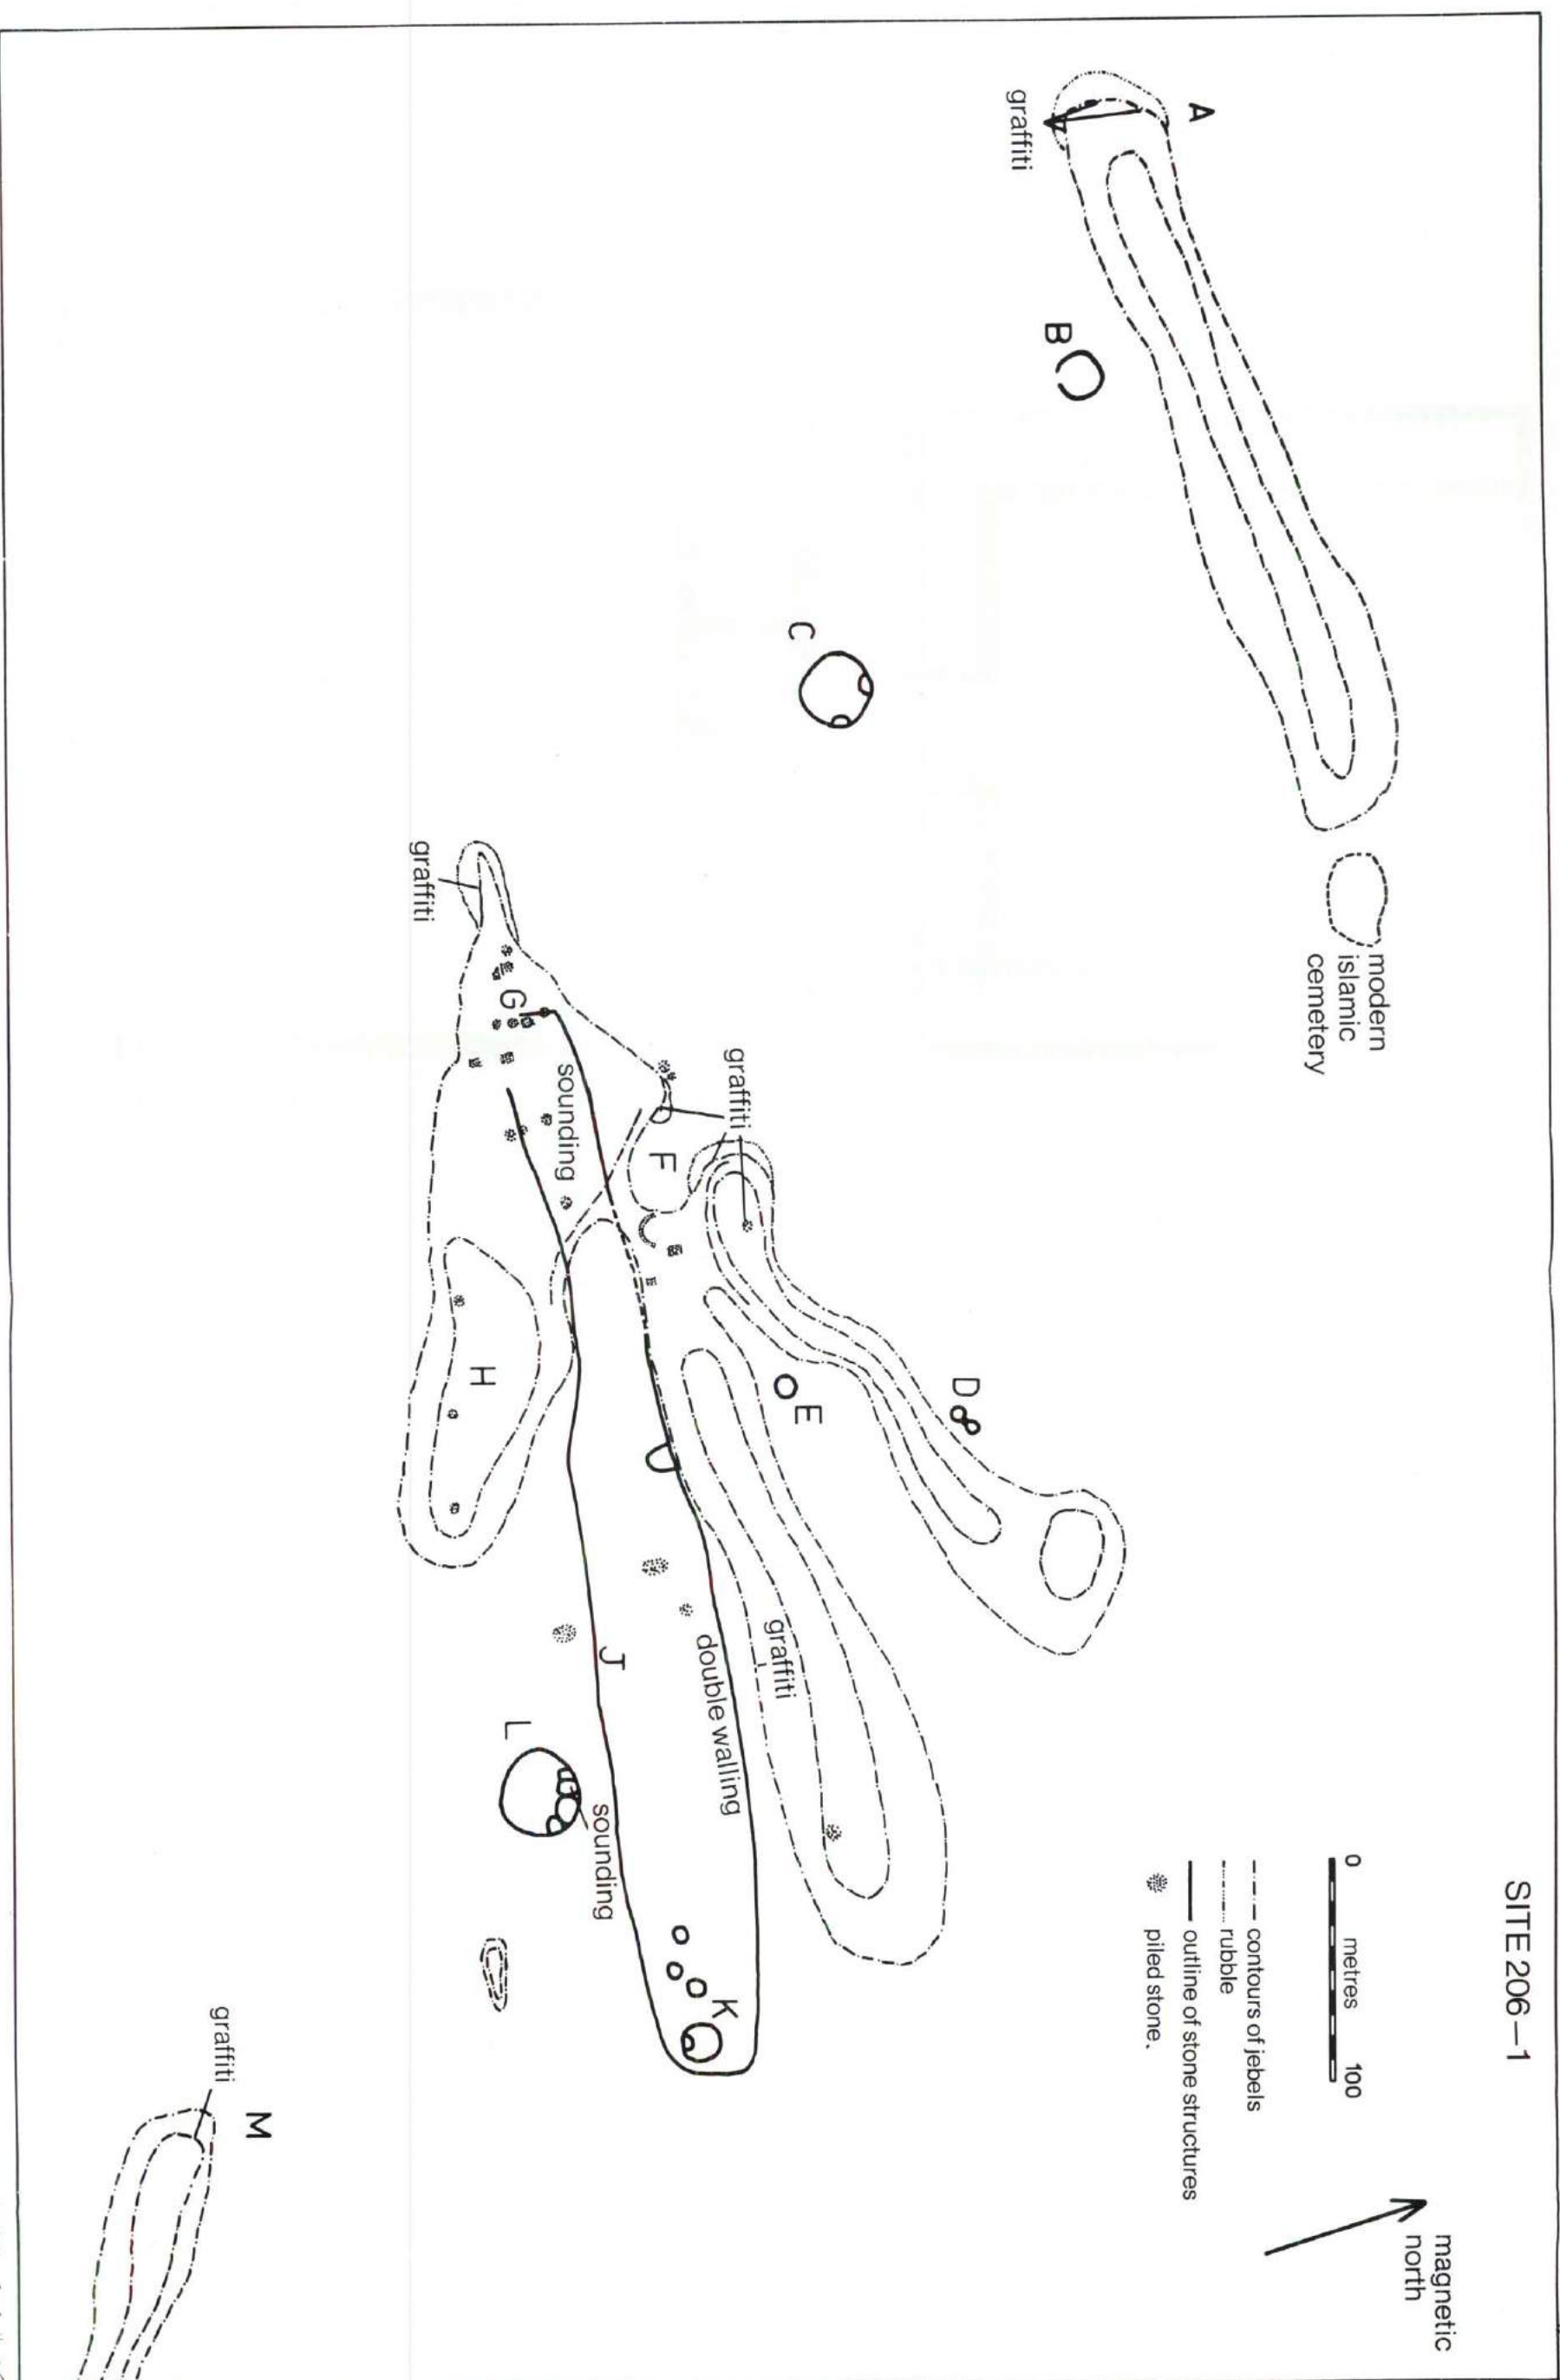 SITE 206–1
magnetic
north
0 metres 100
contours of jebels
rubble
outline of stone structures
piled stone.
A
graffiti
B
modern
islamic
cemetery
C
graffiti
D
E
F
graffiti
G
sounding
H
graffiti
double walling
J
L
sounding
K
M
graffiti